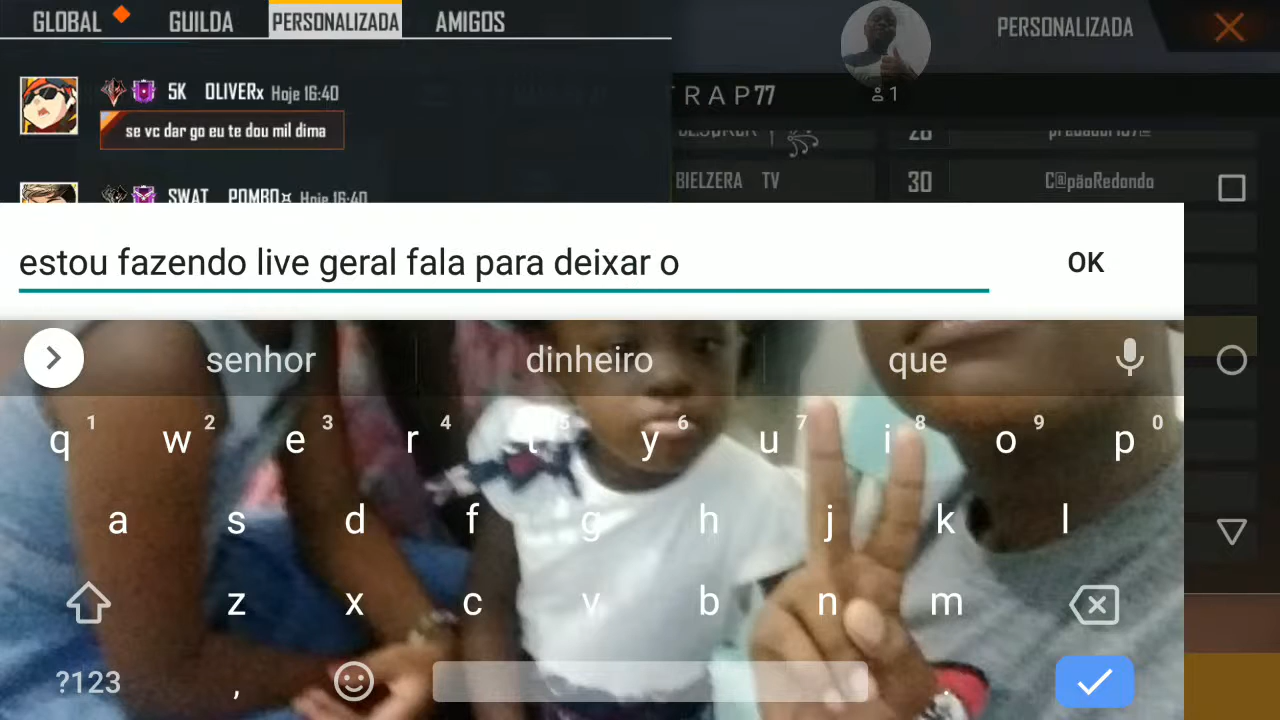 GLOBAL GUILDA PERSONALIZADA AMIGOS
PERSONALIZADA
5K OLIVERx Hoje 16:40
TRAP77
1
se vc dar go eu te dou mil dima
28
BIELZERA TV 30 C@pãoRedondo
SWAT POMBO¤ Hoje 16:40
estou fazendo live geral fala para deixar o
OK
senhor dinheiro que
1 2 3 4 5 6 7 8 9 0
q w e r t y u i o p
a s d f g h j k l
z x c v b n m
?123 , .